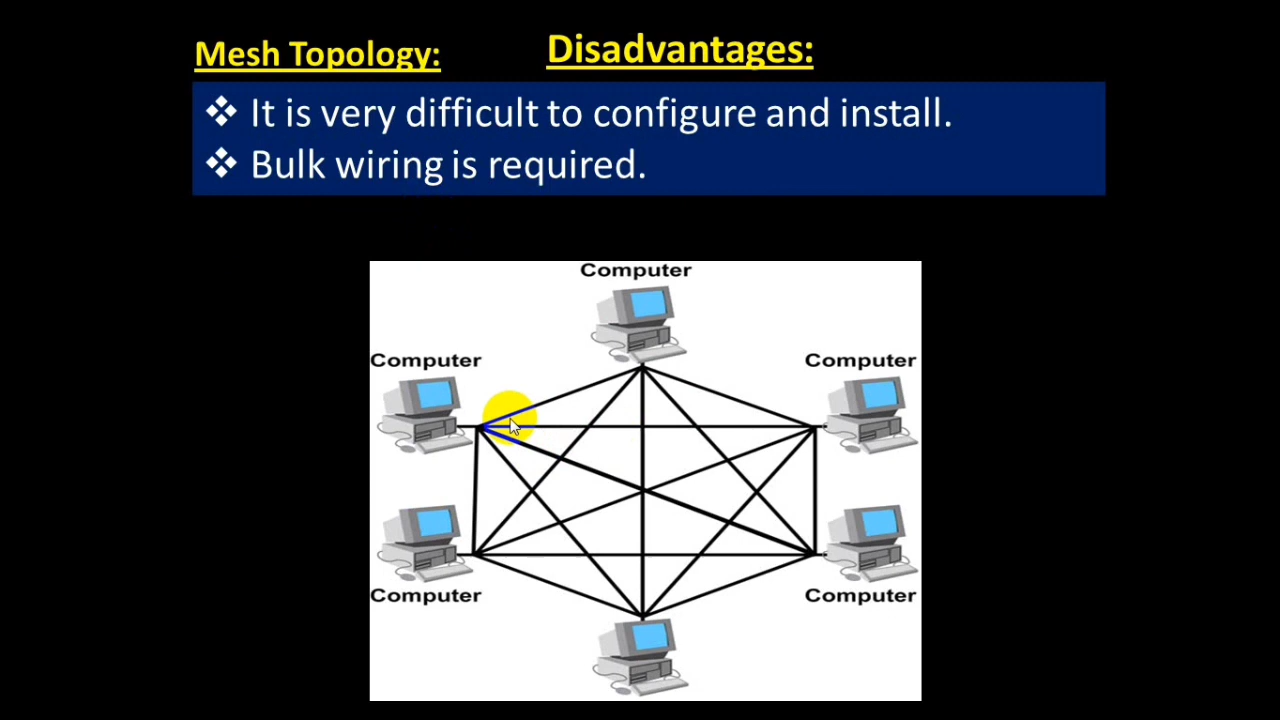 Mesh Topology: Disadvantages:
❖ It is very difficult to configure and install.
❖ Bulk wiring is required.
Computer
Computer Computer
Computer Computer